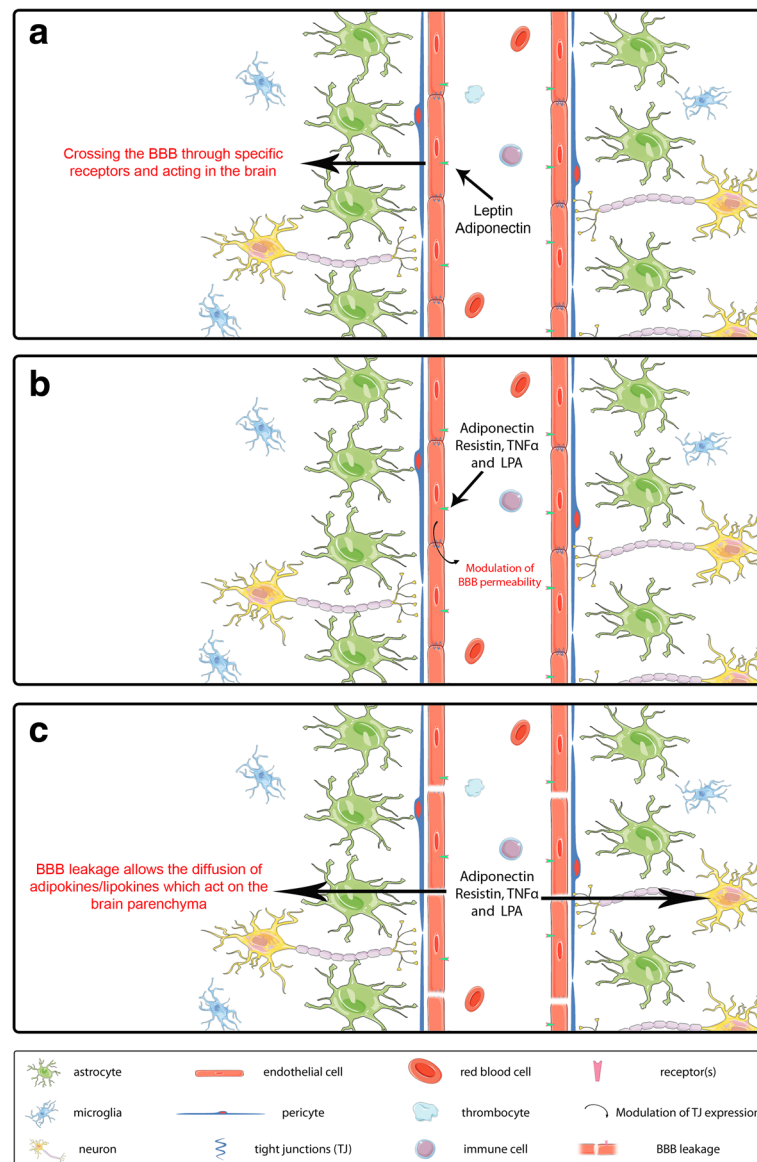 a
Crossing the BBB through specific
receptors and acting in the brain
Leptin
Adiponectin
b
Adiponectin
Resistin, TNFα
and LPA
Modulation of
BBB permeability
c
BBB leakage allows the diffusion of
adipokines/lipokines which act on the
brain parenchyma
Adiponectin
Resistin, TNFα
and LPA
astrocyte
endothelial cell
red blood cell
receptor(s)
microglia
pericyte
thrombocyte
Modulation of TJ expression
neuron
tight junctions (TJ)
immune cell
BBB leakage